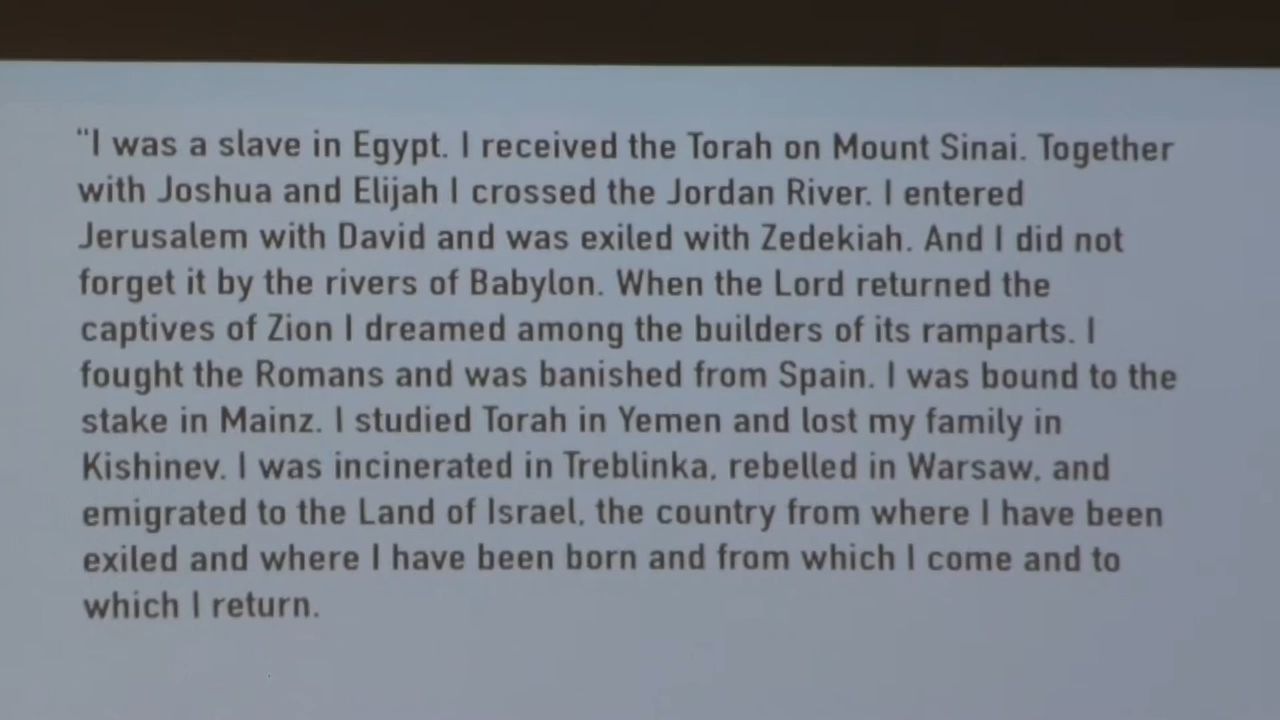 "I was a slave in Egypt. I received the Torah on Mount Sinai. Together
with Joshua and Elijah I crossed the Jordan River. I entered
Jerusalem with David and was exiled with Zedekiah. And I did not
forget it by the rivers of Babylon. When the Lord returned the
captives of Zion I dreamed among the builders of its ramparts. I
fought the Romans and was banished from Spain. I was bound to the
stake in Mainz. I studied Torah in Yemen and lost my family in
Kishinev. I was incinerated in Treblinka, rebelled in Warsaw, and
emigrated to the Land of Israel, the country from where I have been
exiled and where I have been born and from which I come and to
which I return.